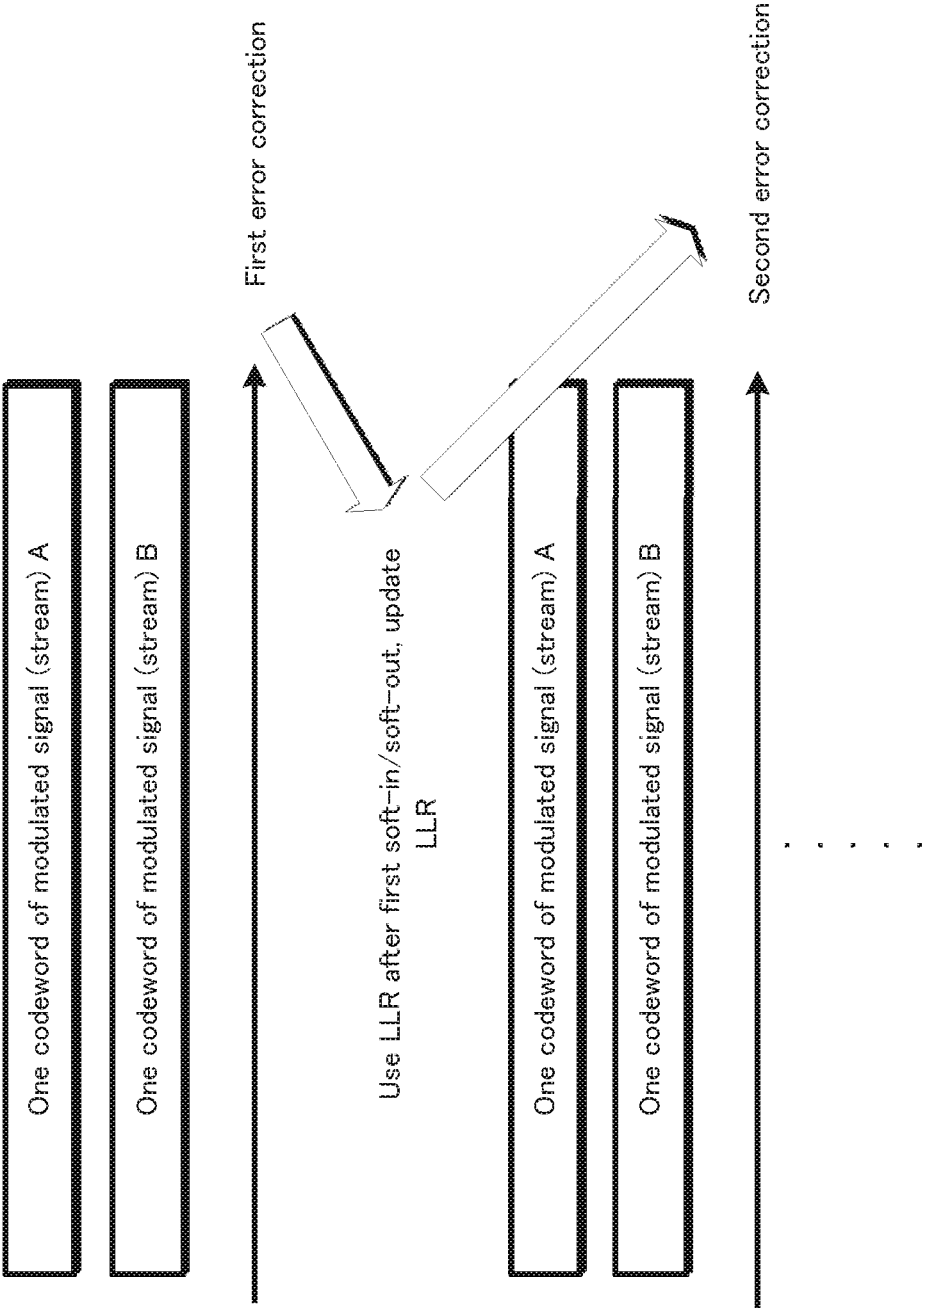 One codeword of modulated signal (stream) A
One codeword of modulated signal (stream) B
First error correction
Use LLR after first soft-in/soft-out, update
LLR
One codeword of modulated signal (stream) A
One codeword of modulated signal (stream) B
Second error correction